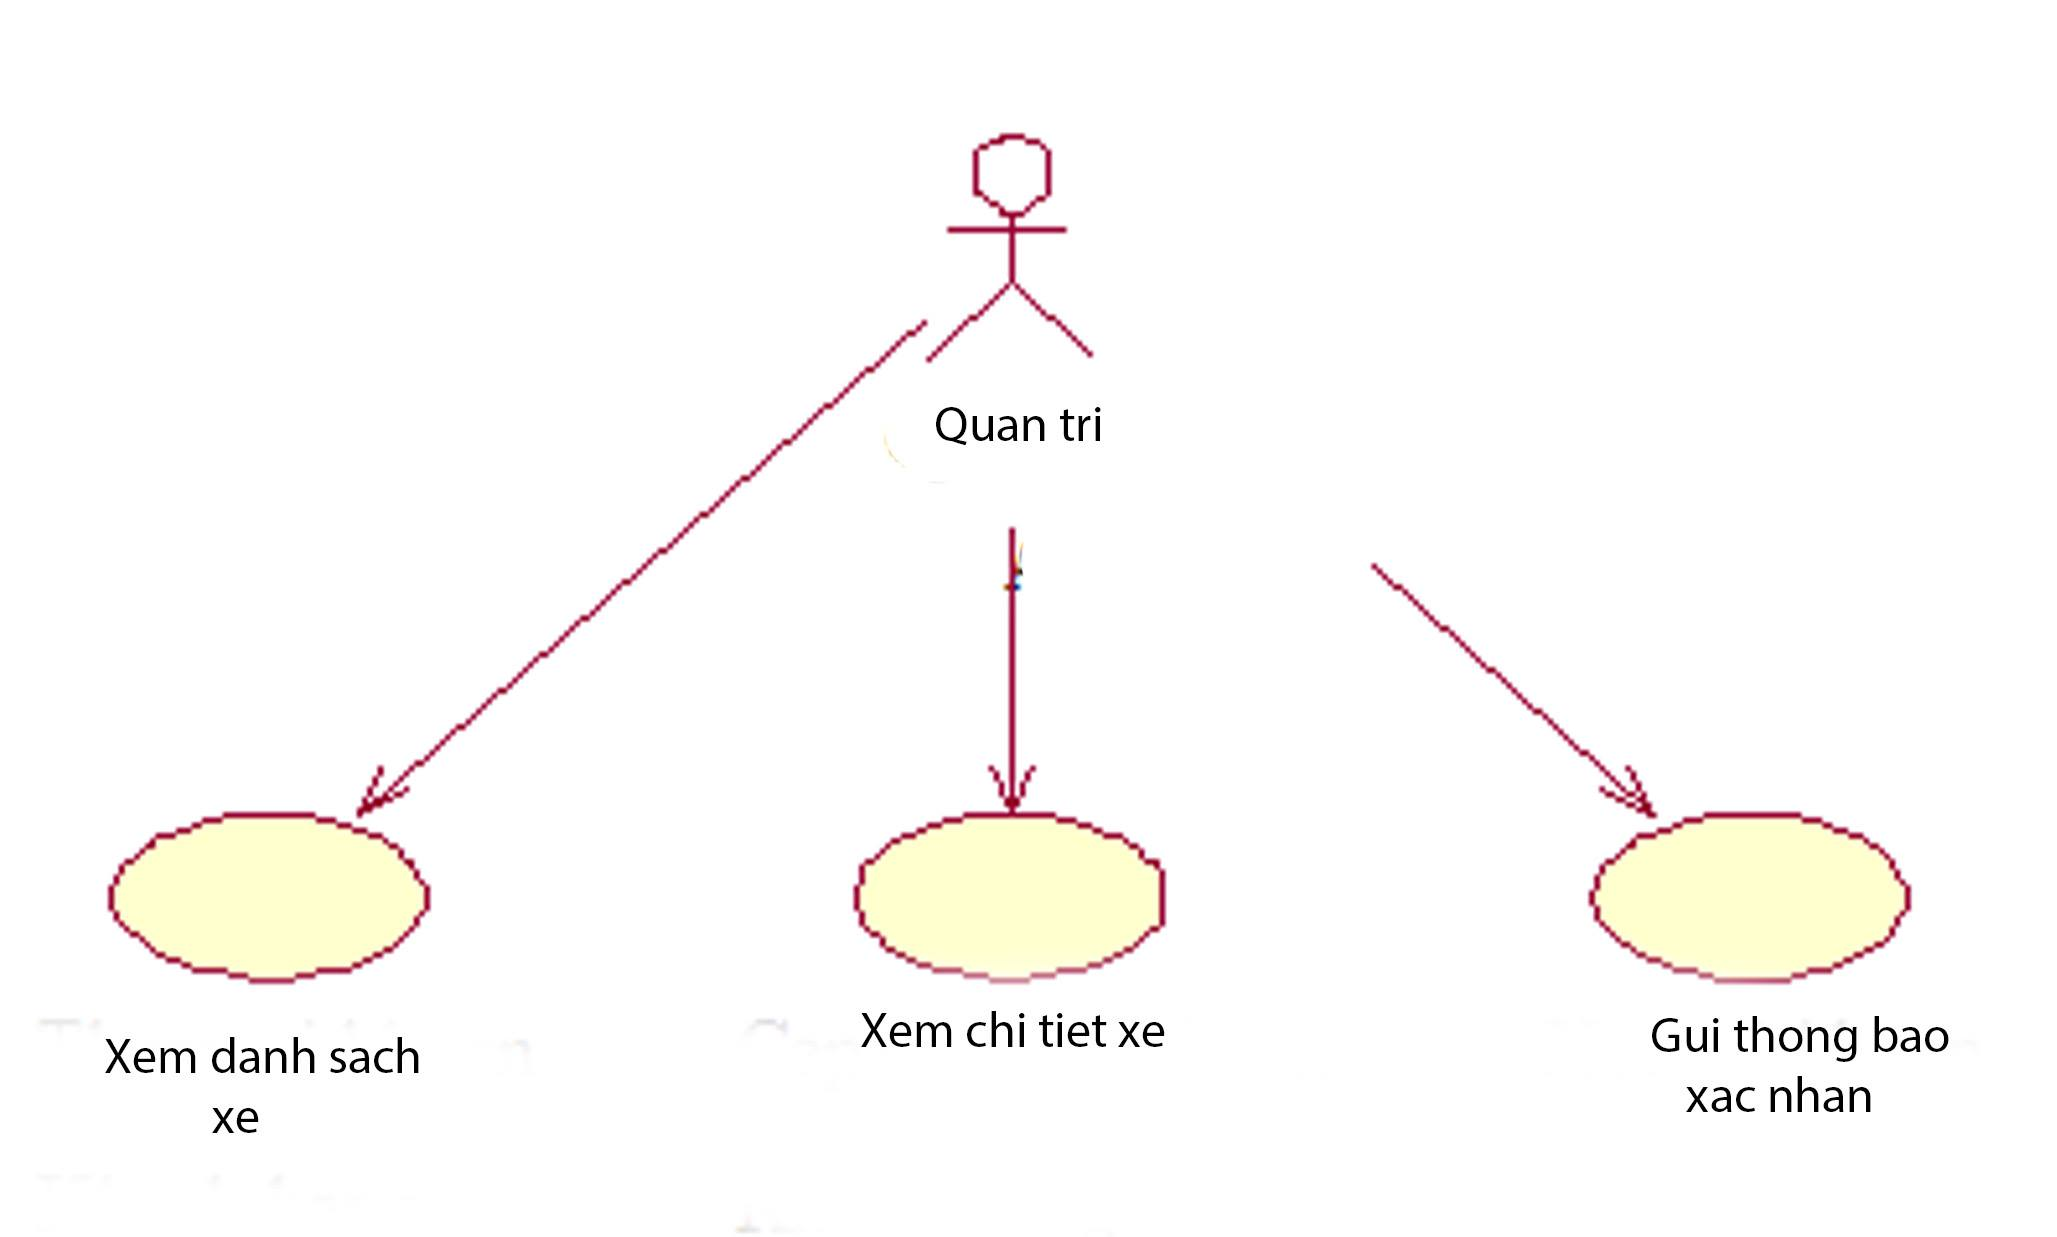 Quan tri
Xem danh sach
xe
Xem chi tiet xe
Gui thong bao
xac nhan